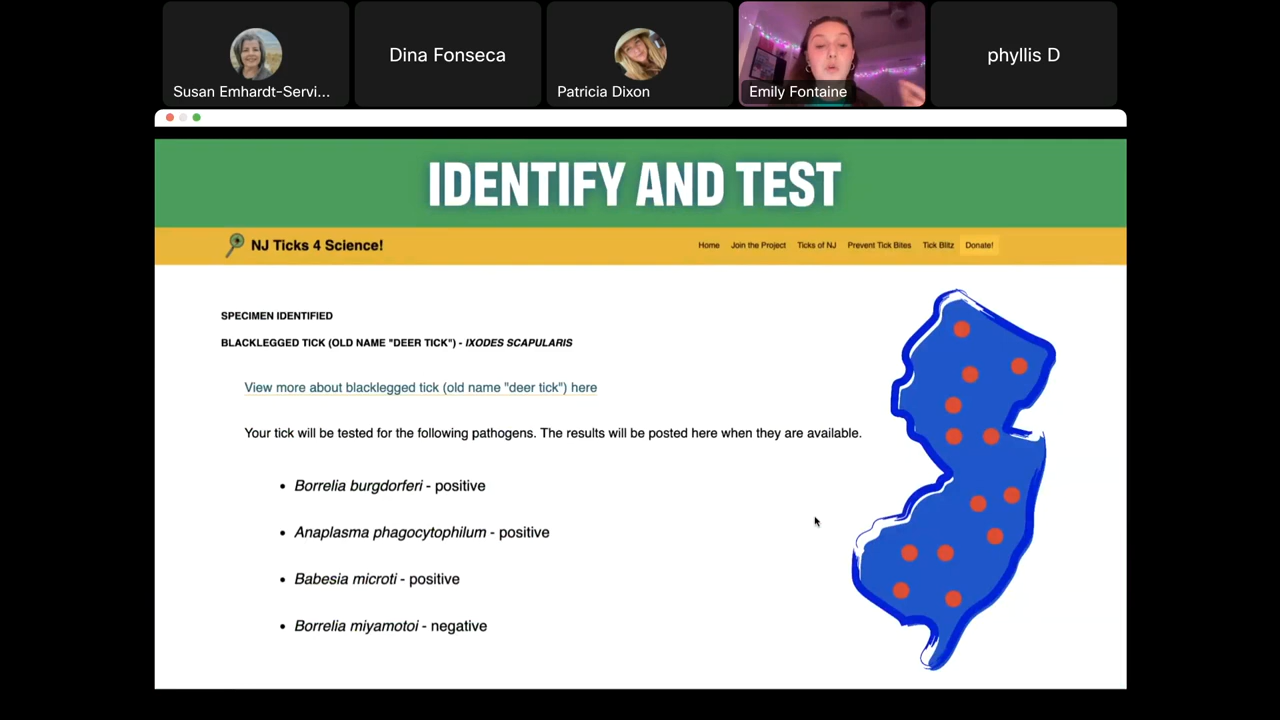 Susan Emhardt-Servi...
Dina Fonseca
Patricia Dixon
Emily Fontaine
phyllis D
IDENTIFY AND TEST
NJ Ticks 4 Science!
Home Join the Project Ticks of NJ Prevent Tick Bites Tick Blitz Donate!
SPECIMEN IDENTIFIED
BLACKLEGGED TICK (OLD NAME "DEER TICK") - IXODES SCAPULARIS
View more about blacklegged tick (old name "deer tick") here
Your tick will be tested for the following pathogens. The results will be posted here when they are available.
• Borrelia burgdorferi - positive
• Anaplasma phagocytophilum - positive
• Babesia microti - positive
• Borrelia miyamotoi - negative